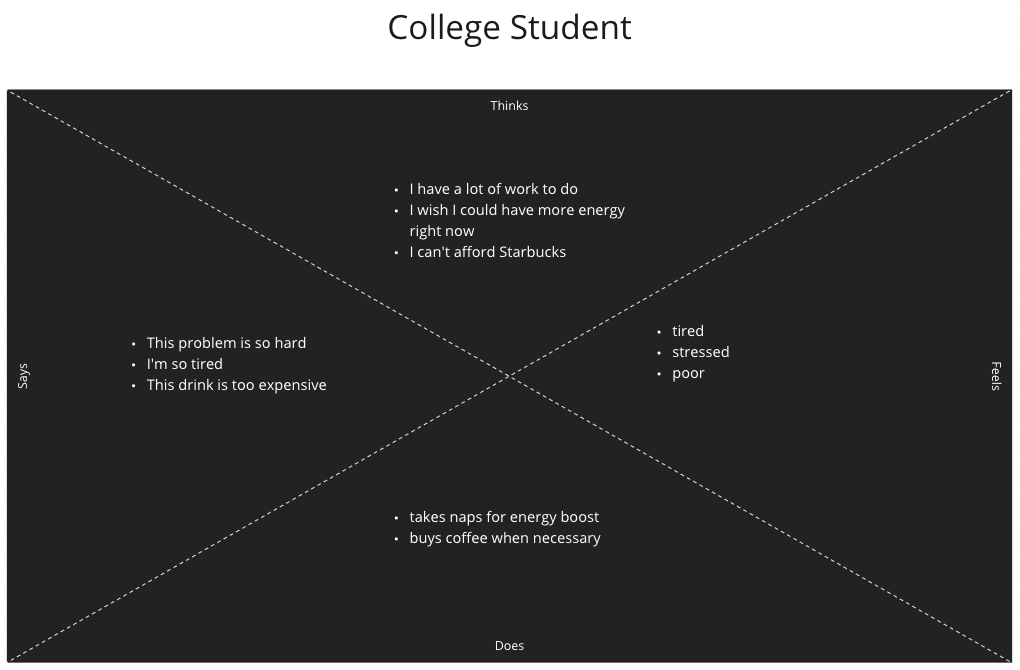 College Student
Thinks
• I have a lot of work to do
• I wish I could have more energy
right now
• I can't afford Starbucks
Says
• This problem is so hard
• I'm so tired
• This drink is too expensive
• tired
• stressed
• poor
Feels
• takes naps for energy boost
• buys coffee when necessary
Does